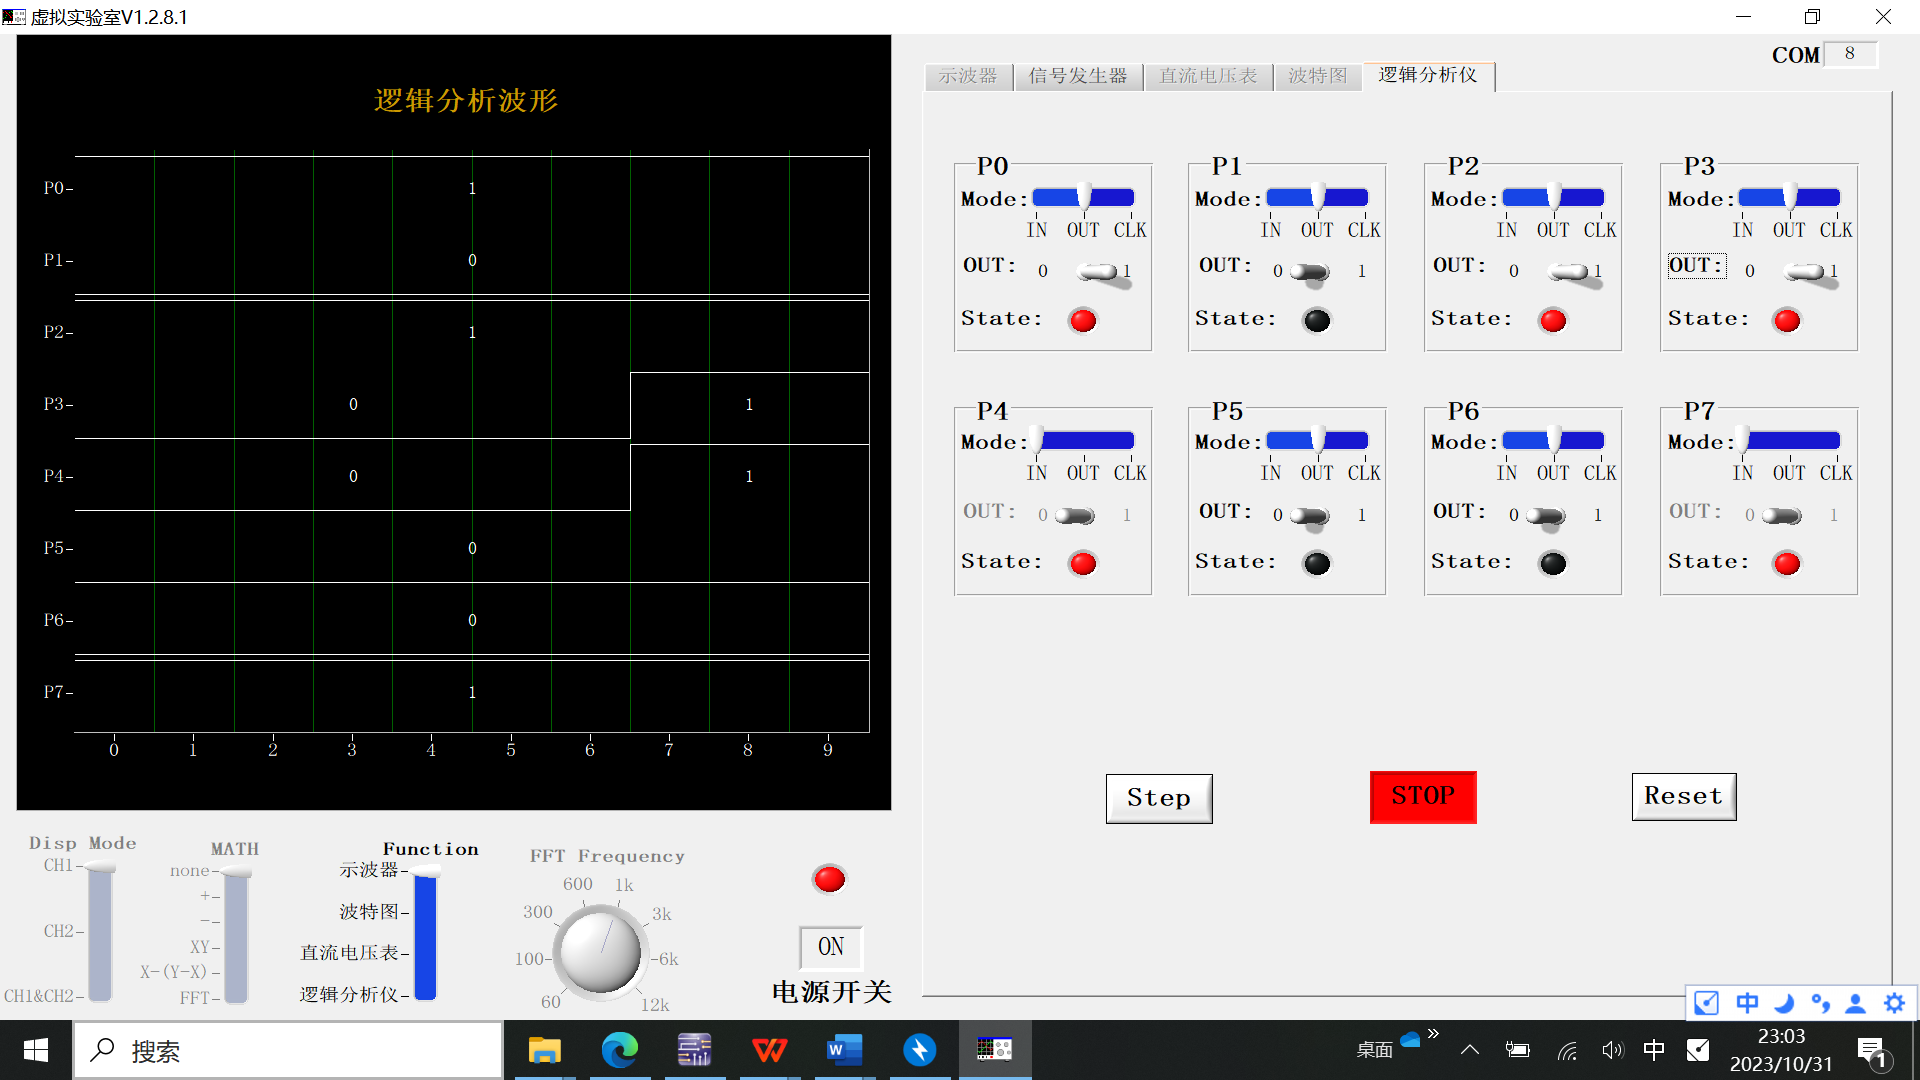 虚拟实验室V1.2.8.1
COM 8
示波器 信号发生器 直流电压表 波特图 逻辑分析仪
逻辑分析波形
P0 1
P1 0
P2 1
P3 0 1
P4 0 1
P5 0
P6 0
P7 1
0 1 2 3 4 5 6 7 8 9
P0
Mode:
IN OUT CLK
OUT: 0 1
State:
P1
Mode:
IN OUT CLK
OUT: 0 1
State:
P2
Mode:
IN OUT CLK
OUT: 0 1
State:
P3
Mode:
IN OUT CLK
OUT: 0 1
State:
P4
Mode:
IN OUT CLK
OUT: 0 1
State:
P5
Mode:
IN OUT CLK
OUT: 0 1
State:
P6
Mode:
IN OUT CLK
OUT: 0 1
State:
P7
Mode:
IN OUT CLK
OUT: 0 1
State:
Step STOP Reset
Disp Mode
CH1
CH2
CH1&CH2
MATH
none
+
-
XY
X-(Y-X)
FFT
Function
示波器
波特图
直流电压表
逻辑分析仪
FFT Frequency
600 1k
300 3k
100 6k
60 12k
ON
电源开关
中
搜索
W
桌面
»
中
23:03
2023/10/31
1